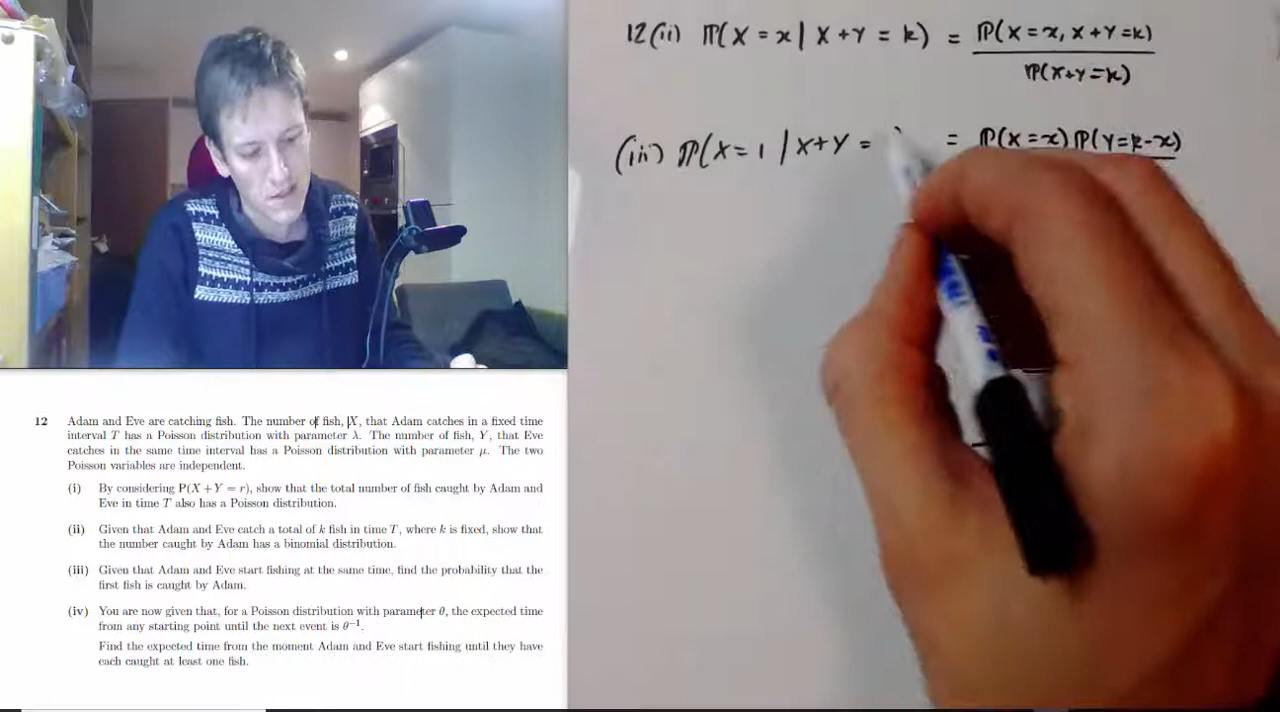 12(ii) ℙ(X = x | X + Y = k) = ℙ(X = x, X + Y = k)
ℙ(X+Y = k)
(iii) ℙ(X = 1 | X+Y =
= ℙ(X = x) ℙ(Y = k - x)
12 Adam and Eve are catching fish. The number of fish, X, that Adam catches in a fixed time
interval T has a Poisson distribution with parameter λ. The number of fish, Y, that Eve
catches in the same time interval has a Poisson distribution with parameter μ. The two
Poisson variables are independent.
(i) By considering P(X + Y = r), show that the total number of fish caught by Adam and
Eve in time T also has a Poisson distribution.
(ii) Given that Adam and Eve catch a total of k fish in time T, where k is fixed, show that
the number caught by Adam has a binomial distribution.
(iii) Given that Adam and Eve start fishing at the same time, find the probability that the
first fish is caught by Adam.
(iv) You are now given that, for a Poisson distribution with parameter θ, the expected time
from any starting point until the next event is θ⁻¹.
Find the expected time from the moment Adam and Eve start fishing until they have
each caught at least one fish.